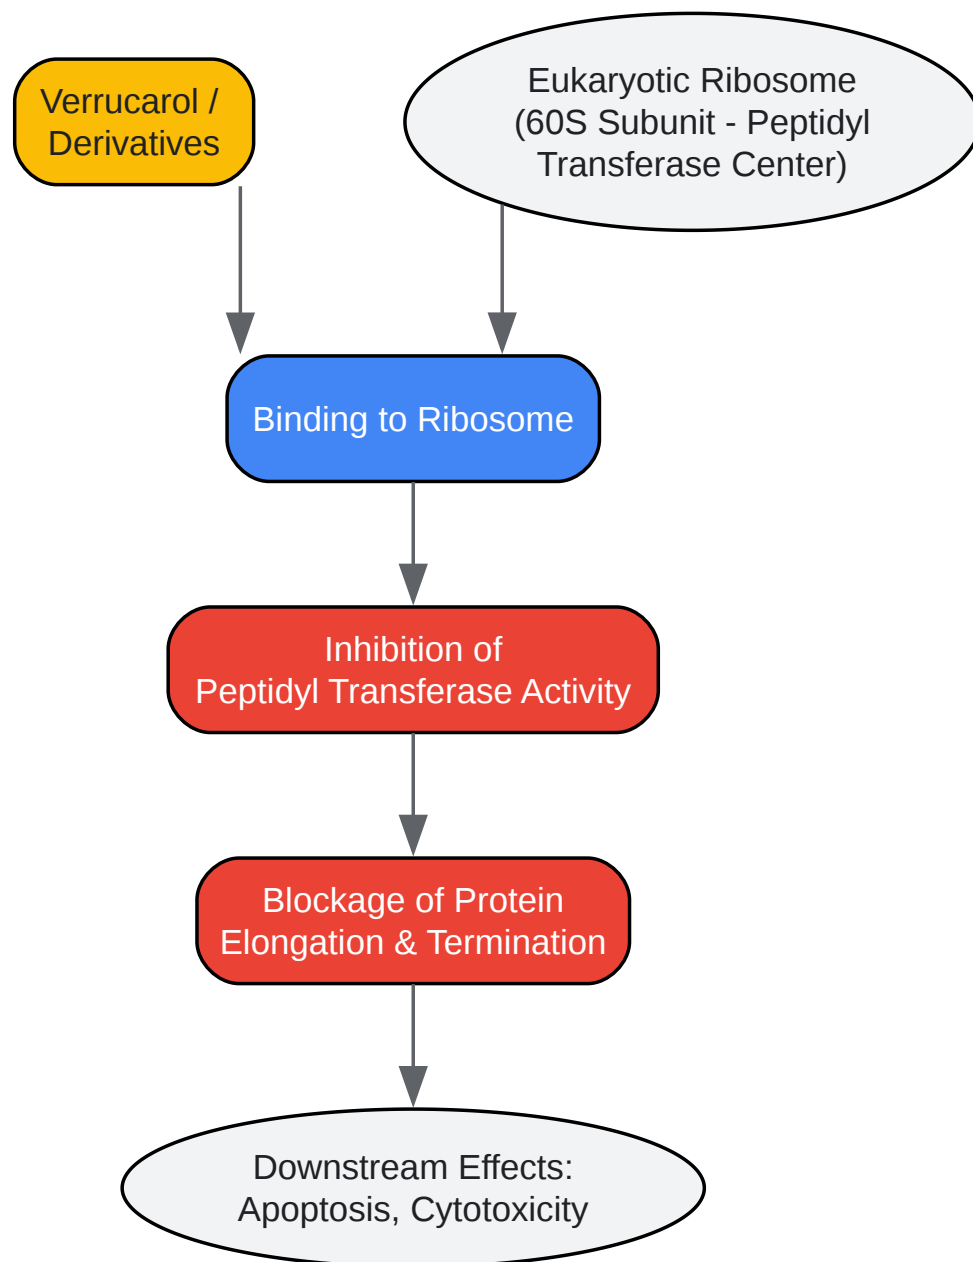 Verrucarol /
Derivatives
Eukaryotic Ribosome
(60S Subunit - Peptidyl
Transferase Center)
Binding to Ribosome
Inhibition of
Peptidyl Transferase Activity
Blockage of Protein
Elongation & Termination
Downstream Effects:
Apoptosis, Cytotoxicity